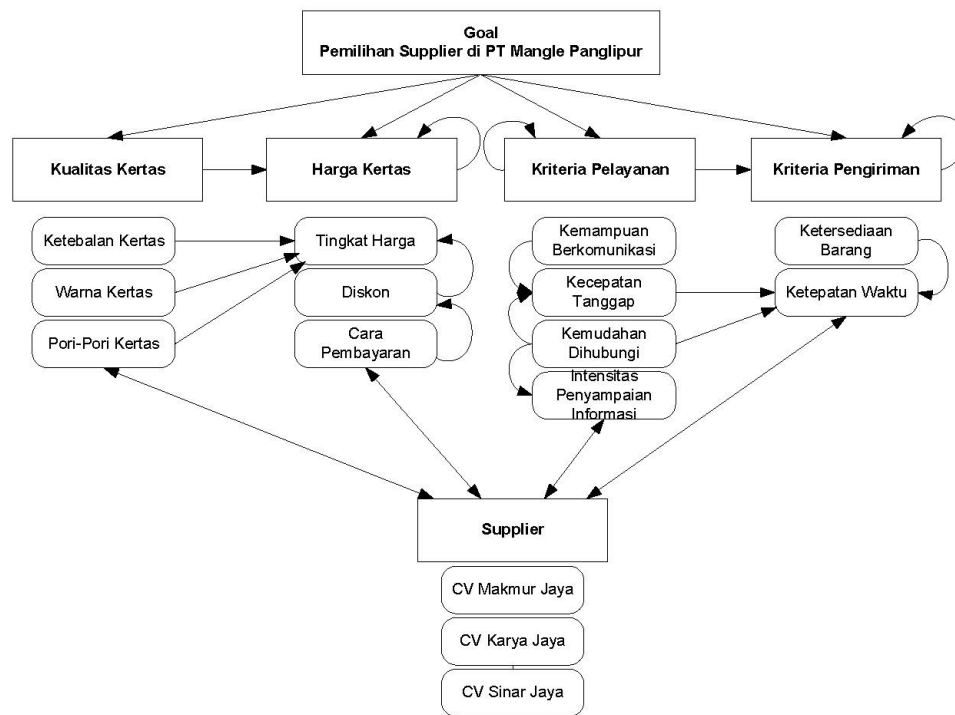 Goal
Pemilihan Supplier di PT Mangle Panglipur
Kualitas Kertas
Harga Kertas
Kriteria Pelayanan
Kriteria Pengiriman
Ketebalan Kertas
Warna Kertas
Pori-Pori Kertas
Tingkat Harga
Diskon
Cara
Pembayaran
Kemampuan
Berkomunikasi
Kecepatan
Tanggap
Kemudahan
Dihubungi
Intensitas
Penyampaian
Informasi
Ketersediaan
Barang
Ketepatan Waktu
Supplier
CV Makmur Jaya
CV Karya Jaya
CV Sinar Jaya